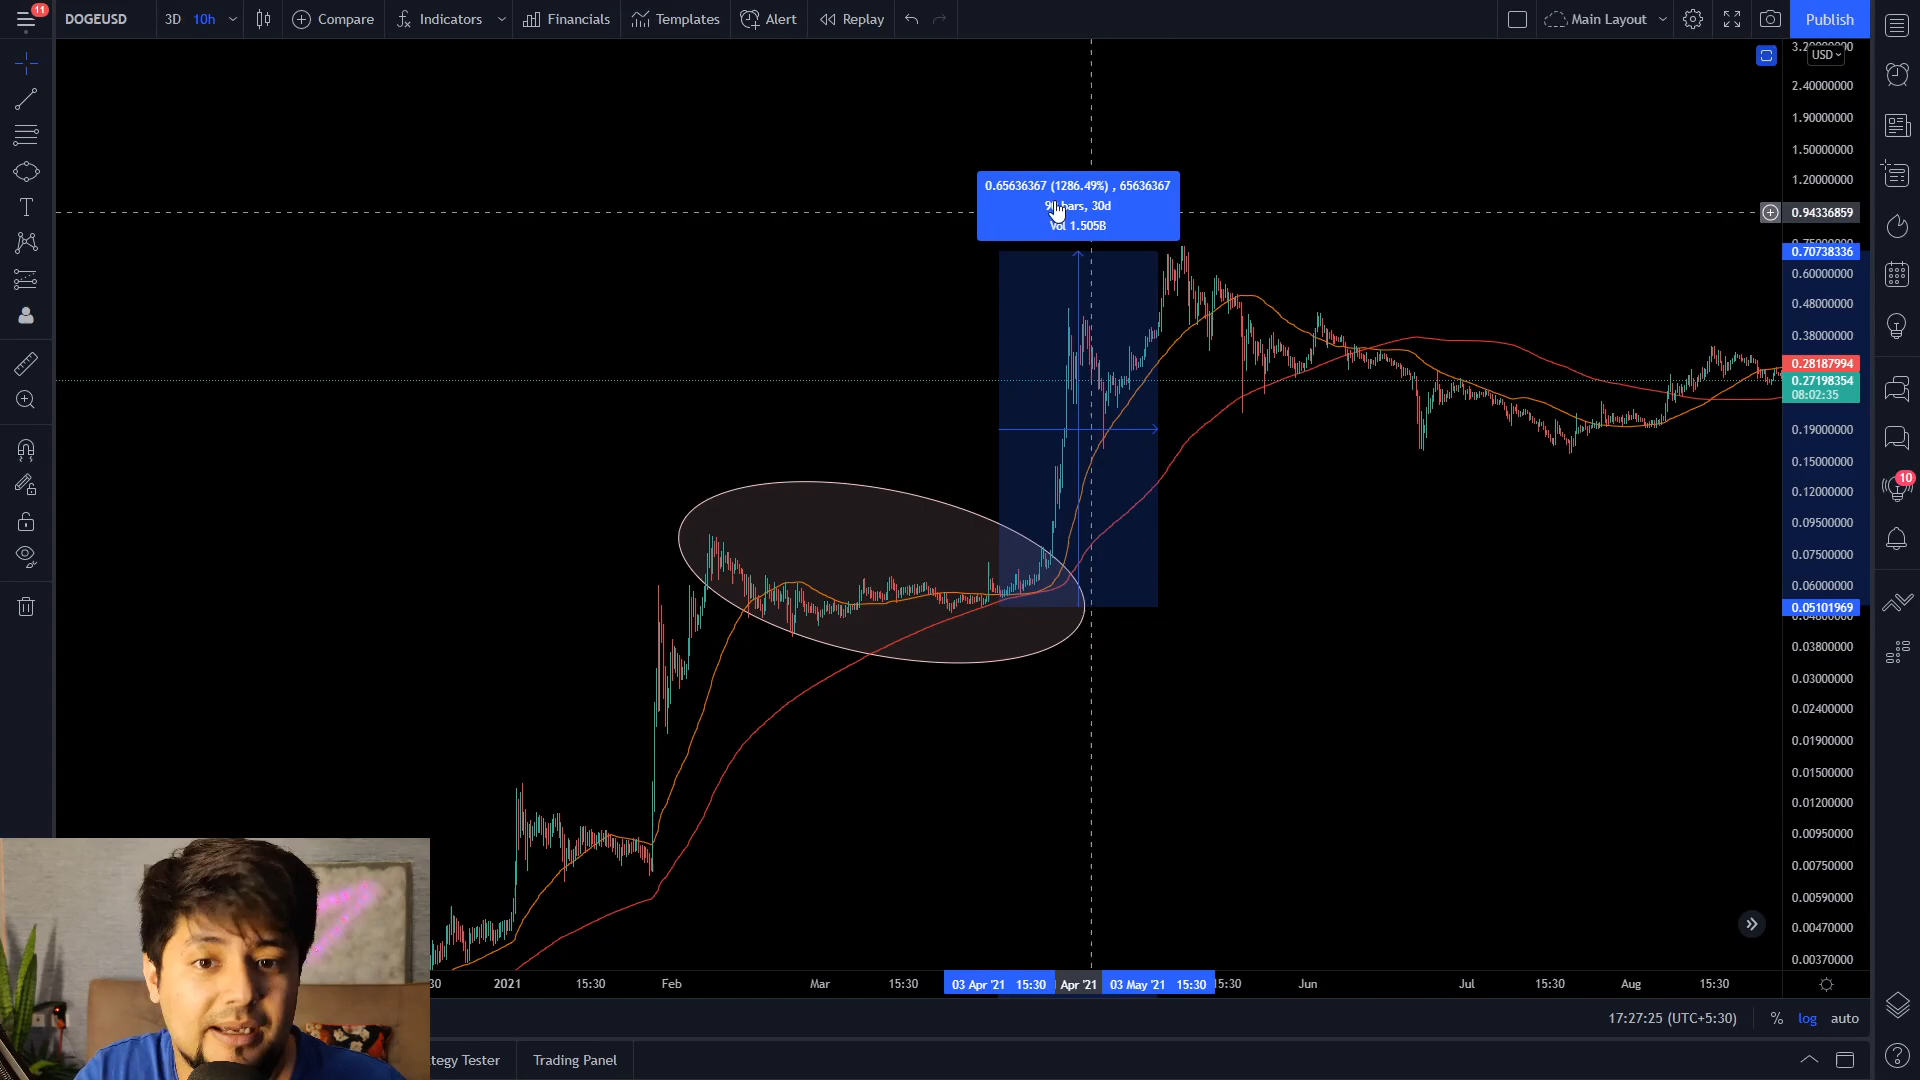 11
DOGEUSD
3D
10h
Compare
Indicators
Financials
Templates
Alert
Replay
Main Layout
Publish
USD
2.40000000
1.90000000
1.50000000
1.20000000
0.94336859
0.70738336
0.60000000
0.48000000
0.38000000
0.28187994
0.27198354
08:02:35
0.19000000
0.15000000
0.12000000
0.09500000
0.07500000
0.06000000
0.05101969
0.03800000
0.03000000
0.02400000
0.01900000
0.01500000
0.01200000
0.00950000
0.00750000
0.00590000
0.00470000
0.00370000
0.65636367 (1286.49%) , 65636367
bars, 30d
Vol 1.505B
10
2021
15:30
Feb
Mar
15:30
03 Apr '21 15:30
Apr '21
03 May '21 15:30
Jun
Jul
15:30
Aug
15:30
17:27:25 (UTC+5:30)
%
log
auto
Trading Panel